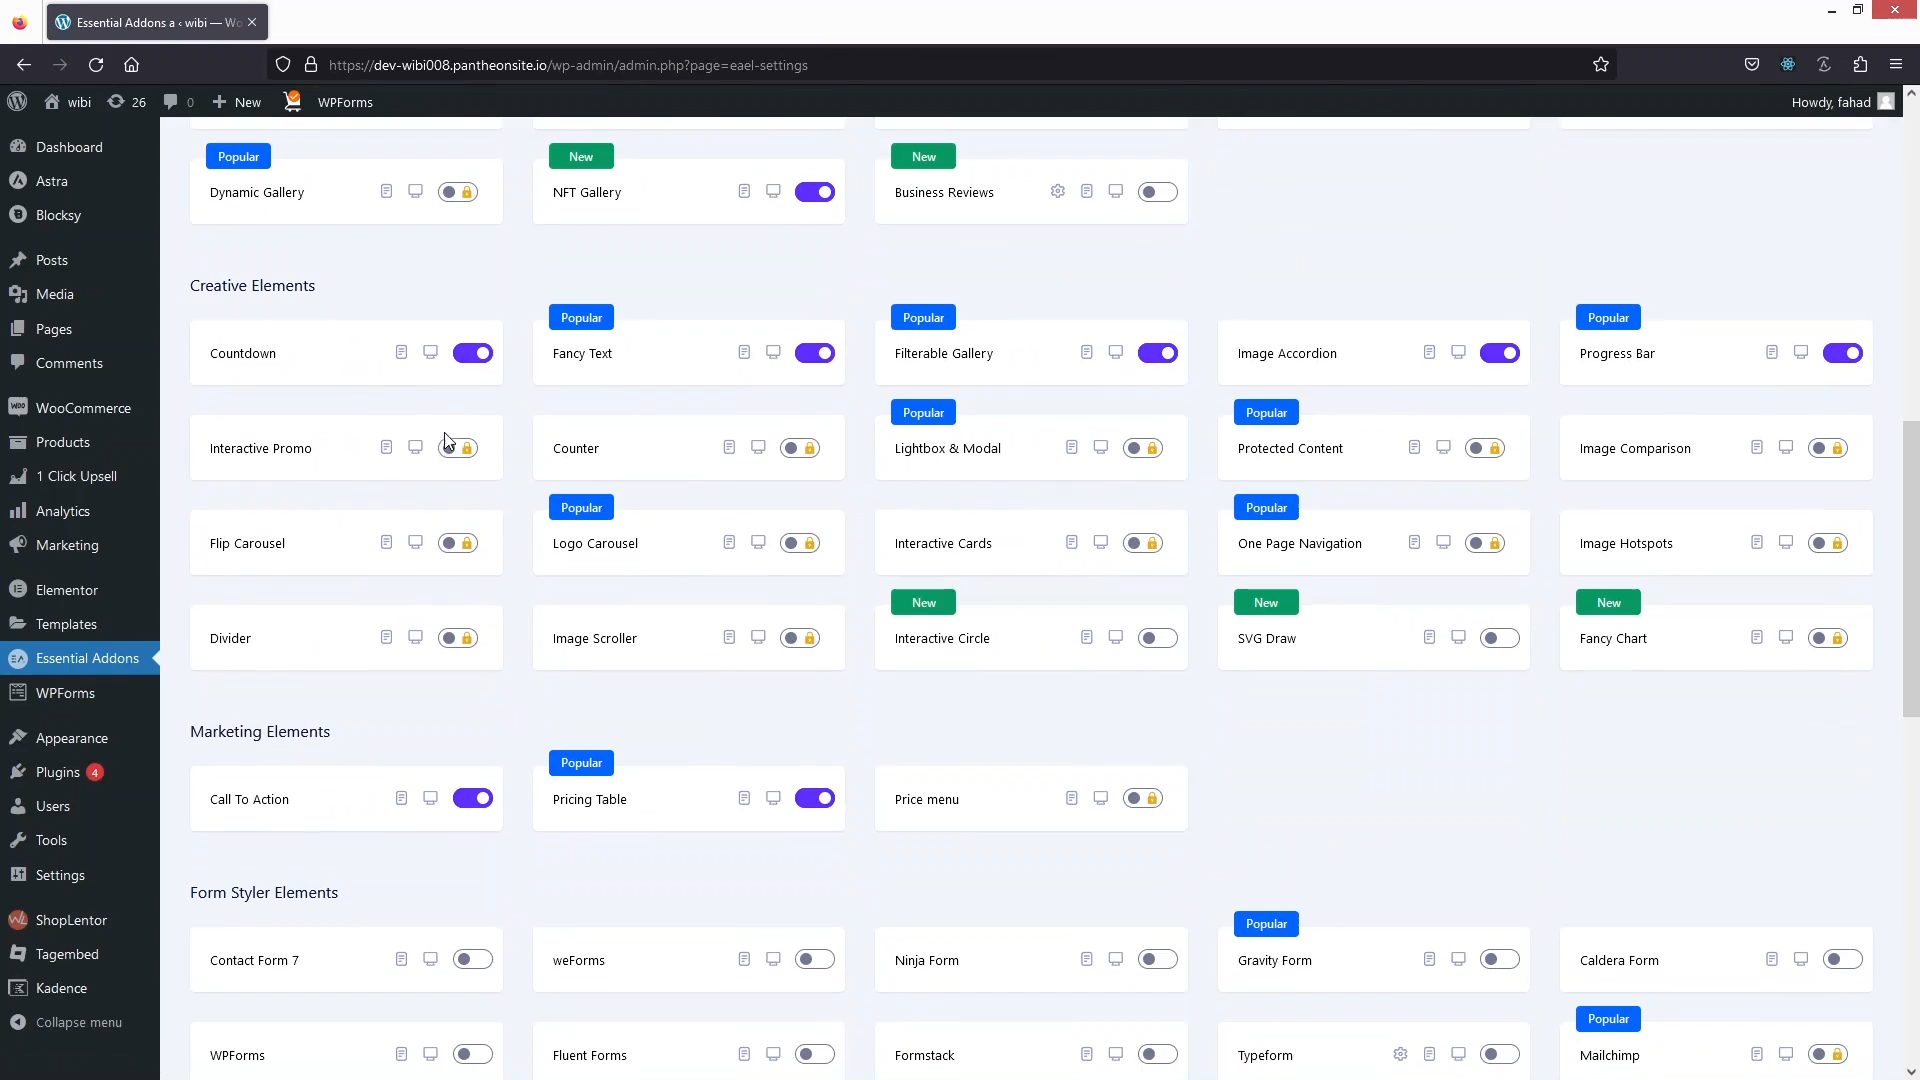 Essential Addons a ‹ wibi — Wo
https://dev-wibi008.pantheonsite.io/wp-admin/admin.php?page=eael-settings
wibi 26 0 New WPForms Howdy, fahad
Dashboard
Astra
Blocksy
Posts
Media
Pages
Comments
WooCommerce
Products
1 Click Upsell
Analytics
Marketing
Elementor
Templates
Essential Addons
WPForms
Appearance
Plugins 4
Users
Tools
Settings
ShopLentor
Tagembed
Kadence
Collapse menu
Popular New New
Dynamic Gallery NFT Gallery Business Reviews
Creative Elements
Popular Popular Popular
Countdown Fancy Text Filterable Gallery Image Accordion Progress Bar
Popular Popular
Interactive Promo Counter Lightbox & Modal Protected Content Image Comparison
Popular Popular
Flip Carousel Logo Carousel Interactive Cards One Page Navigation Image Hotspots
New New New
Divider Image Scroller Interactive Circle SVG Draw Fancy Chart
Marketing Elements
Popular
Call To Action Pricing Table Price menu
Form Styler Elements
Popular
Contact Form 7 weForms Ninja Form Gravity Form Caldera Form
Popular
WPForms Fluent Forms Formstack Typeform Mailchimp